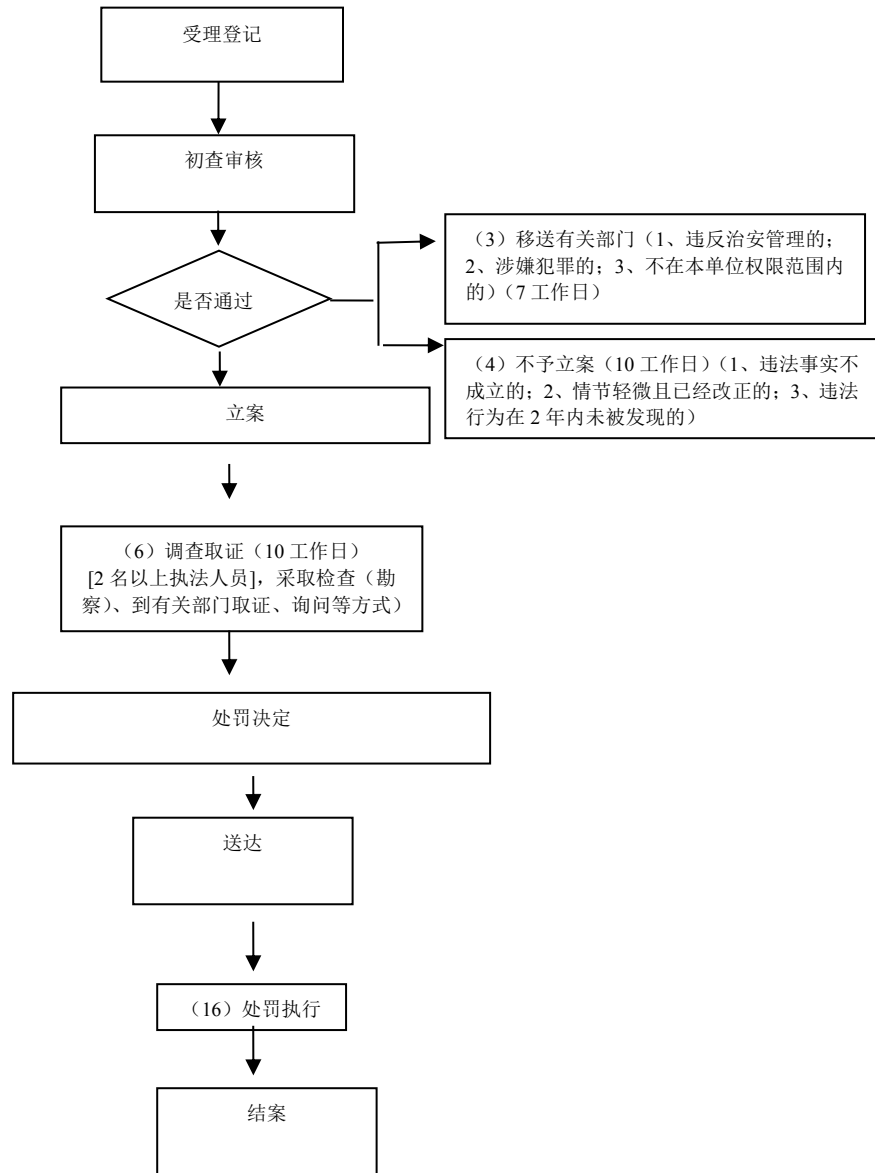 受理登记
初查审核
是否通过
（3）移送有关部门（1、违反治安管理的；
2、涉嫌犯罪的；3、不在本单位权限范围内
的）（7 工作日）
（4）不予立案（10 工作日）（1、违法事实不
成立的；2、情节轻微且已经改正的；3、违法
行为在 2 年内未被发现的）
立案
（6）调查取证（10 工作日）
[2 名以上执法人员]，采取检查（勘
察）、到有关部门取证、询问等方式）
处罚决定
送达
（16）处罚执行
结案